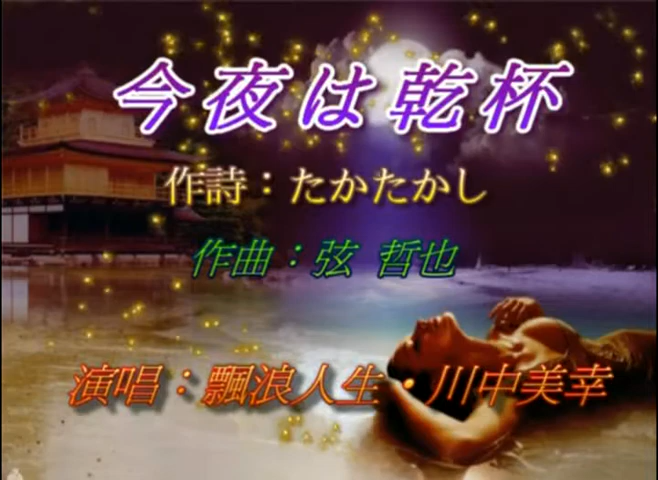 今夜は乾杯
作詩：たかたかし
作曲：弦 哲也
演唱：飄浪人生・川中美幸